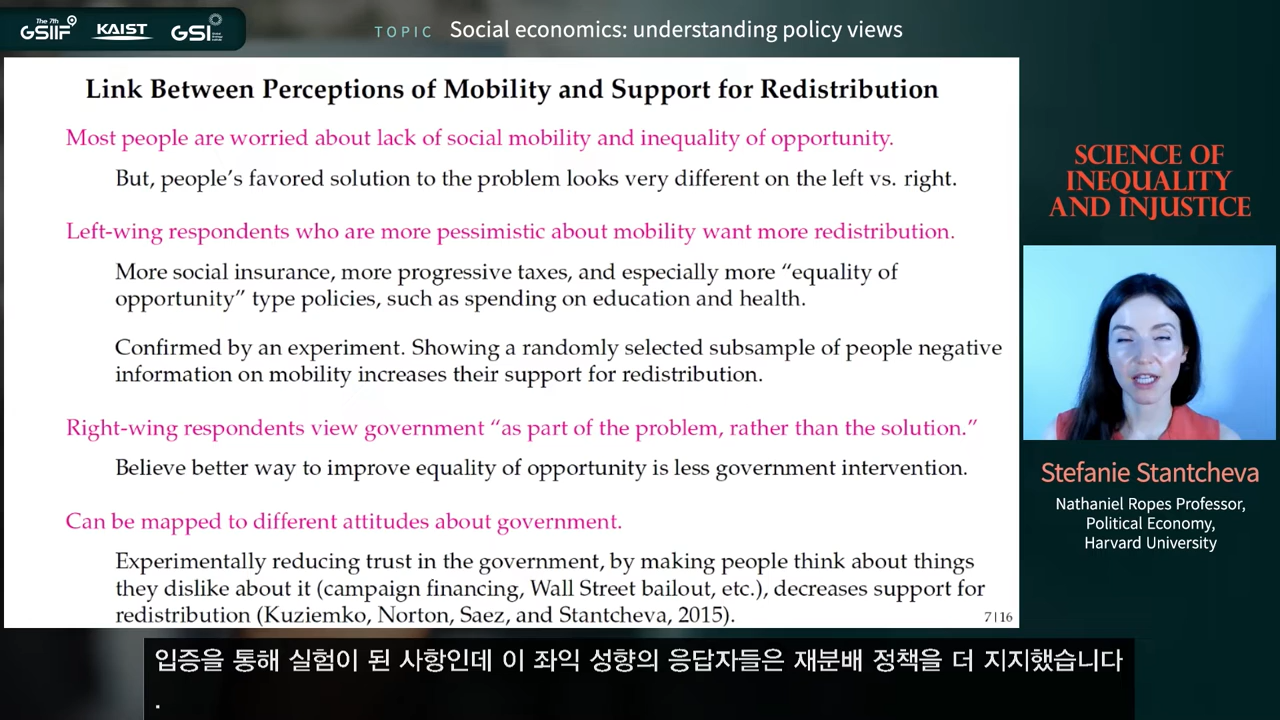 The 7th
GSIIF
KAIST
GSI
TOPIC Social economics: understanding policy views
Link Between Perceptions of Mobility and Support for Redistribution
Most people are worried about lack of social mobility and inequality of opportunity.
But, people's favored solution to the problem looks very different on the left vs. right.
Left-wing respondents who are more pessimistic about mobility want more redistribution.
More social insurance, more progressive taxes, and especially more “equality of
opportunity” type policies, such as spending on education and health.
Confirmed by an experiment. Showing a randomly selected subsample of people negative
information on mobility increases their support for redistribution.
Right-wing respondents view government “as part of the problem, rather than the solution.”
Believe better way to improve equality of opportunity is less government intervention.
Can be mapped to different attitudes about government.
Experimentally reducing trust in the government, by making people think about things
they dislike about it (campaign financing, Wall Street bailout, etc.), decreases support for
redistribution (Kuziemko, Norton, Saez, and Stantcheva, 2015).
7|16
SCIENCE OF
INEQUALITY
AND INJUSTICE
Stefanie Stantcheva
Nathaniel Ropes Professor,
Political Economy,
Harvard University
입증을 통해 실험이 된 사항인데 이 좌익 성향의 응답자들은 재분배 정책을 더 지지했습니다
.